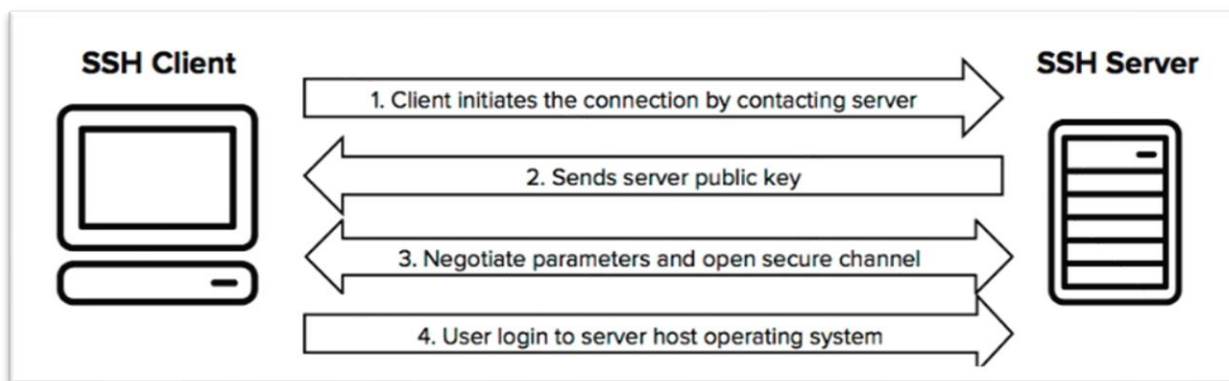 SSH Client
SSH Server
1. Client initiates the connection by contacting server
2. Sends server public key
3. Negotiate parameters and open secure channel
4. User login to server host operating system